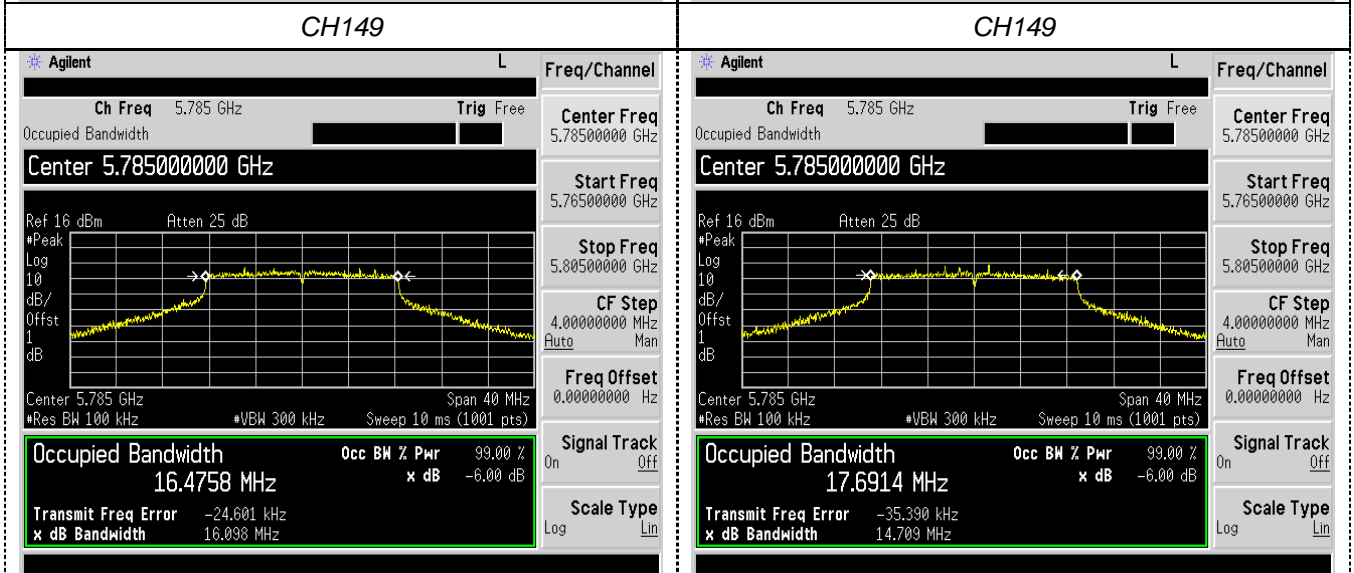 CH149
Agilent L
Freq/Channel
Ch Freq 5.785 GHz Trig Free
Occupied Bandwidth
Center Freq
5.78500000 GHz
Center 5.785000000 GHz
Start Freq
5.76500000 GHz
Ref 16 dBm Atten 25 dB
#Peak
Log
10
dB/
Offst
1
dB
Stop Freq
5.80500000 GHz
CF Step
4.00000000 MHz
Auto Man
Freq Offset
0.00000000 Hz
Center 5.785 GHz Span 40 MHz
#Res BW 100 kHz #VBW 300 kHz Sweep 10 ms (1001 pts)
Signal Track
On Off
Occupied Bandwidth Occ BW % Pwr 99.00 %
16.4758 MHz x dB -6.00 dB
Transmit Freq Error -24.601 kHz
x dB Bandwidth 16.098 MHz
Scale Type
Log Lin
CH149
Agilent L
Freq/Channel
Ch Freq 5.785 GHz Trig Free
Occupied Bandwidth
Center Freq
5.78500000 GHz
Center 5.785000000 GHz
Start Freq
5.76500000 GHz
Ref 16 dBm Atten 25 dB
#Peak
Log
10
dB/
Offst
1
dB
Stop Freq
5.80500000 GHz
CF Step
4.00000000 MHz
Auto Man
Freq Offset
0.00000000 Hz
Center 5.785 GHz Span 40 MHz
#Res BW 100 kHz #VBW 300 kHz Sweep 10 ms (1001 pts)
Signal Track
On Off
Occupied Bandwidth Occ BW % Pwr 99.00 %
17.6914 MHz x dB -6.00 dB
Transmit Freq Error -35.390 kHz
x dB Bandwidth 14.709 MHz
Scale Type
Log Lin